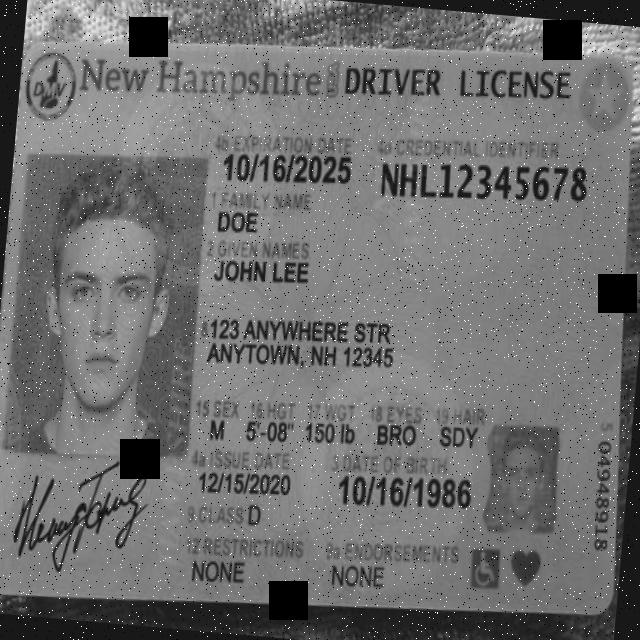 DMV New Hampshire USA DRIVER LICENSE
4b EXPIRATION DATE 4d CREDENTIAL IDENTIFIER
10/16/2025 NHL12345678
1 FAMILY NAME
DOE
2 GIVEN NAMES
JOHN LEE
8 123 ANYWHERE STR
ANYTOWN, NH 12345
15 SEX 16 HGT 17 WGT 18 EYES 19 HAIR
M 5'-08" 150 lb BRO SDY
4a ISSUE DATE 3 DATE OF BIRTH
12/15/2020 10/16/1986
9 CLASS D
12 RESTRICTIONS 9a ENDORSEMENTS
NONE NONE
5 04948918